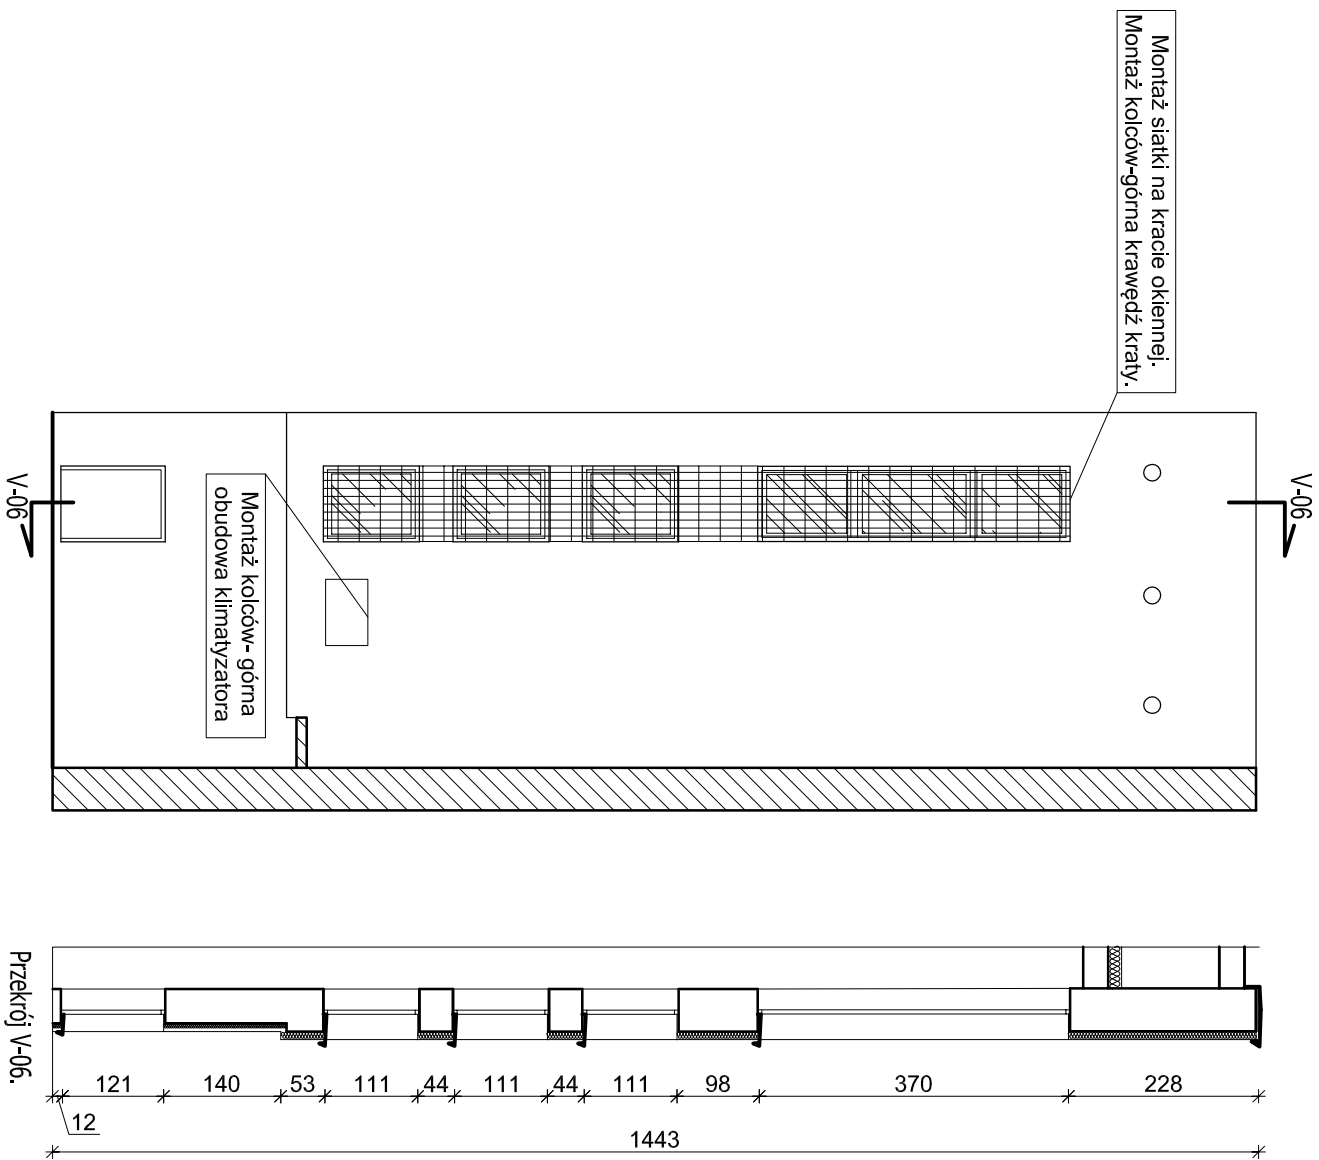 Montaż siatki na kracie okiennej.
Montaż kolców-górna krawędź kraty.
V-06
V-06
Montaż kolców- górna
obudowa klimatyzatora
Przekrój V-06.
121 140 53 111 44 111 44 111 98 370 228
12
1443